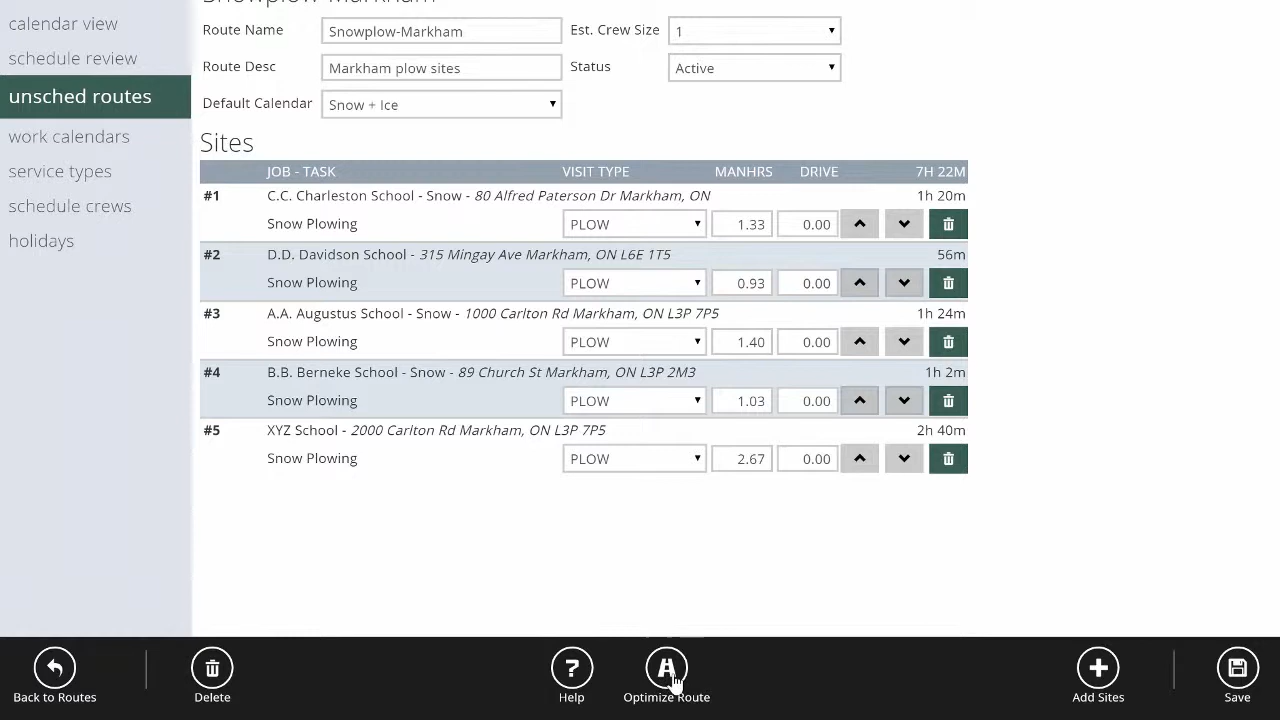 Snowplow-Markham
calendar view
schedule review
unsched routes
work calendars
service types
schedule crews
holidays
Route Name Snowplow-Markham Est. Crew Size 1
Route Desc Markham plow sites Status Active
Default Calendar Snow + Ice
Sites
JOB - TASK VISIT TYPE MANHRS DRIVE 7H 22M
#1 C.C. Charleston School - Snow - 80 Alfred Paterson Dr Markham, ON 1h 20m
Snow Plowing PLOW 1.33 0.00
#2 D.D. Davidson School - 315 Mingay Ave Markham, ON L6E 1T5 56m
Snow Plowing PLOW 0.93 0.00
#3 A.A. Augustus School - Snow - 1000 Carlton Rd Markham, ON L3P 7P5 1h 24m
Snow Plowing PLOW 1.40 0.00
#4 B.B. Berneke School - Snow - 89 Church St Markham, ON L3P 2M3 1h 2m
Snow Plowing PLOW 1.03 0.00
#5 XYZ School - 2000 Carlton Rd Markham, ON L3P 7P5 2h 40m
Snow Plowing PLOW 2.67 0.00
Back to Routes Delete Help Optimize Route Add Sites Save